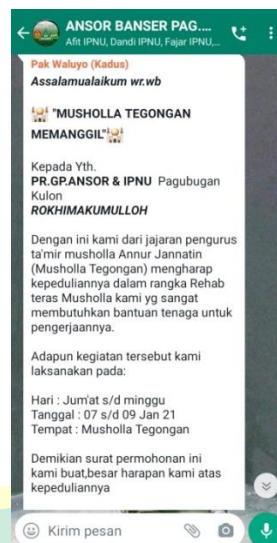 ANSOR BANSER PAG....
Afit IPNU, Dandi IPNU, Fajar IPNU,...
Pak Waluyo (Kadus)
Assalamualaikum wr.wb
"MUSHOLLA TEGONGAN
MEMANGGIL"
Kepada Yth.
PR.GP.ANSOR & IPNU Pagubugan
Kulon
ROKHIMAKUMULLOH
Dengan ini kami dari jajaran pengurus
ta'mir musholla Annur Jannatin
(Musholla Tegongan) mengharap
kepeduliannya dalam rangka Rehab
teras Musholla kami yg sangat
membutuhkan bantuan tenaga untuk
pengerjaannya.
Adapun kegiatan tersebut kami
laksanakan pada:
Hari : Jum'at s/d minggu
Tanggal : 07 s/d 09 Jan 21
Tempat : Musholla Tegongan
Demikian surat permohonan ini
kami buat,besar harapan kami atas
kepeduliannya
Kirim pesan